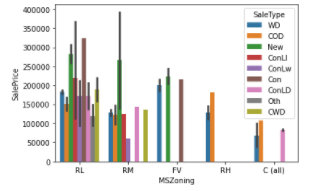 400000
350000
300000
250000
200000
150000
100000
50000
0
SalePrice
RL
RM
FV
RH
C (all)
MSZoning
SaleType
WD
COD
New
ConLI
ConLw
Con
ConLD
Oth
CWD